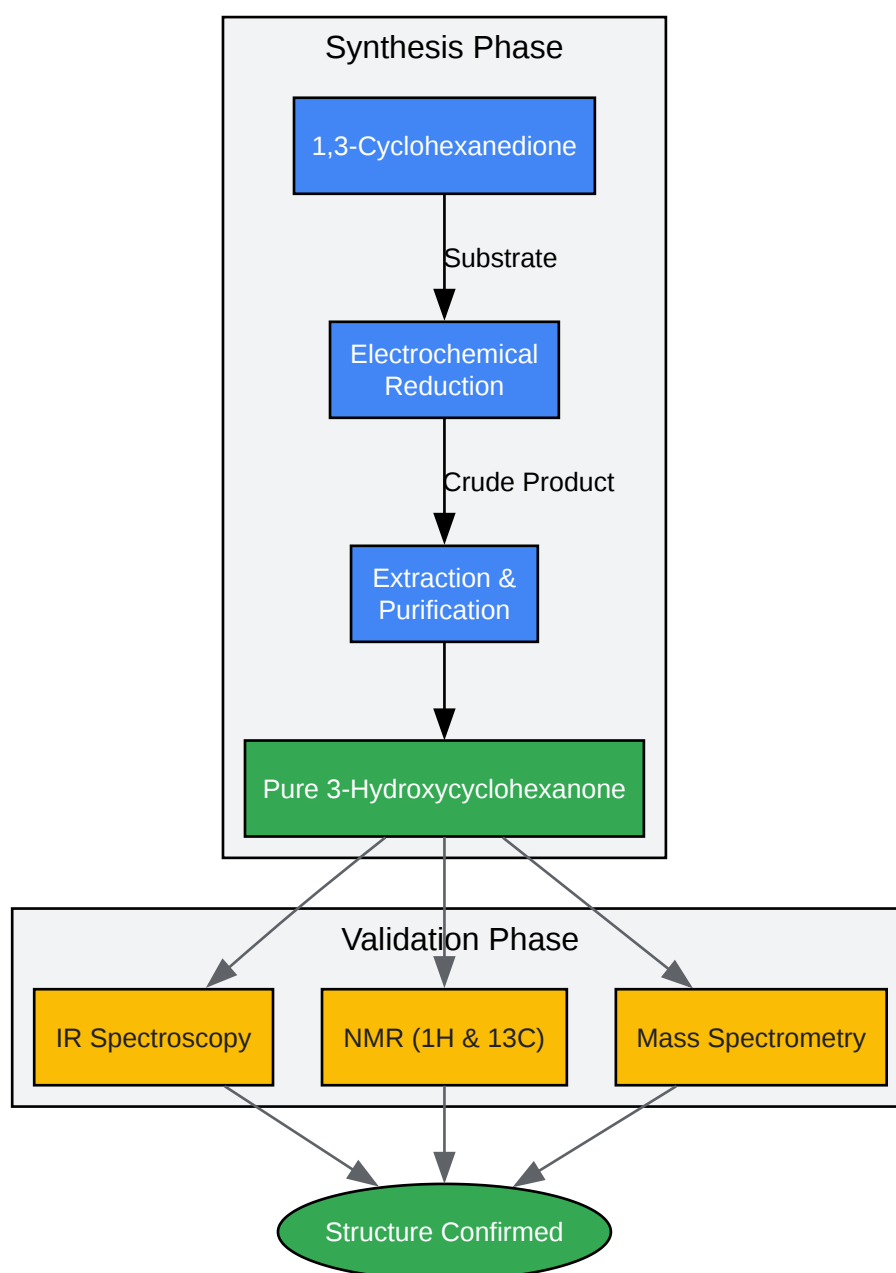 Synthesis Phase
1,3-Cyclohexanedione
Substrate
Electrochemical
Reduction
Crude Product
Extraction &
Purification
Pure 3-Hydroxycyclohexanone
Validation Phase
IR Spectroscopy
NMR (1H & 13C)
Mass Spectrometry
Structure Confirmed